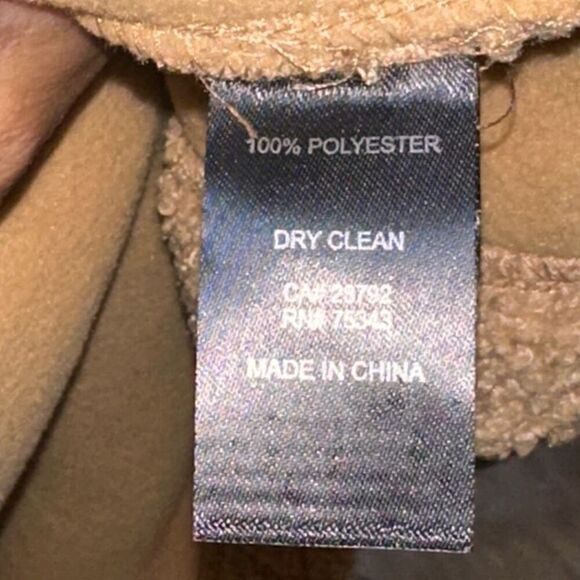 100% POLYESTER
DRY CLEAN
CA# 28792
RN# 75343
MADE IN CHINA